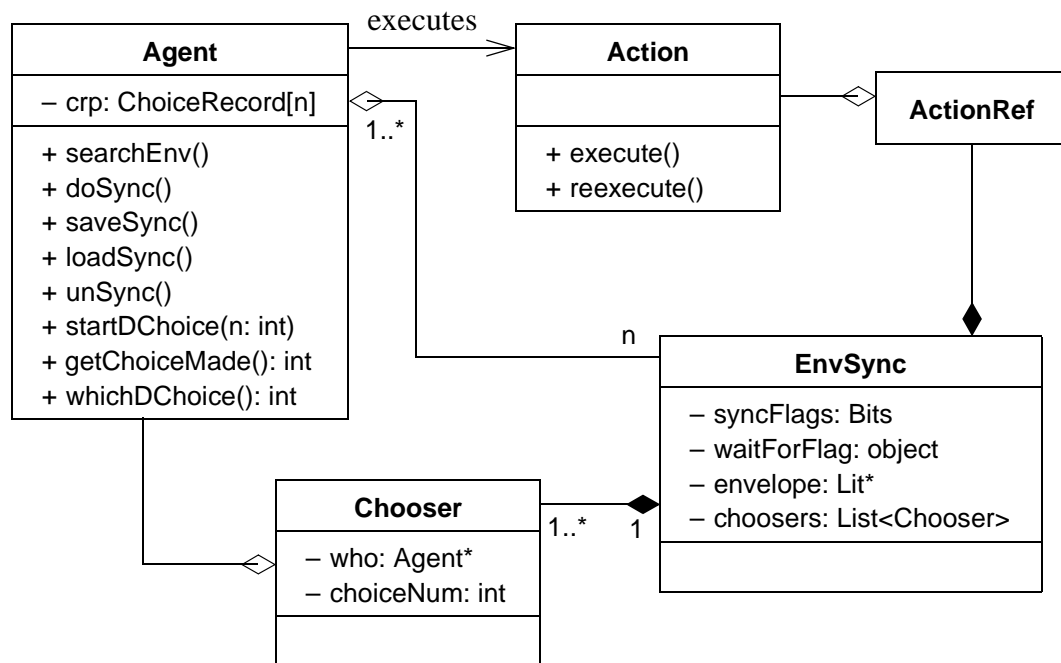 executes
Agent
– crp: ChoiceRecord[n]
+ searchEnv()
+ doSync()
+ saveSync()
+ loadSync()
+ unSync()
+ startDChoice(n: int)
+ getChoiceMade(): int
+ whichDChoice(): int
1..*
Action
+ execute()
+ reexecute()
ActionRef
n
EnvSync
– syncFlags: Bits
– waitForFlag: object
– envelope: Lit*
– choosers: List<Chooser>
Chooser
– who: Agent*
– choiceNum: int
1..*
1